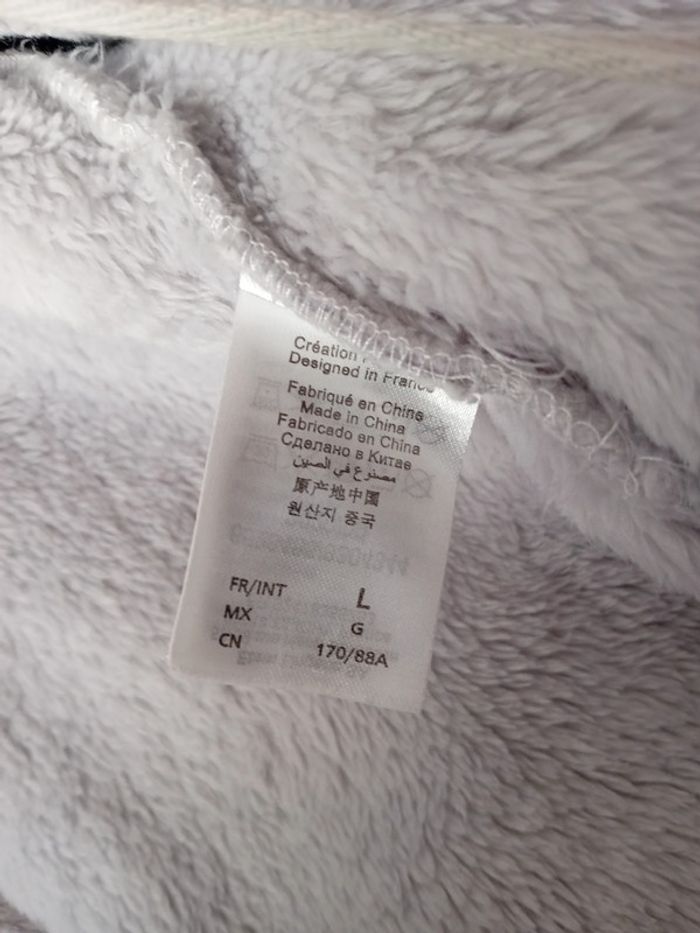 Création
Designed in France
Fabriqué en Chine
Made in China
Fabricado en China
Сделано в Китае
مصنوع في الصين
原产地中国
원산지 중국
FR/INT L
MX G
CN 170/88A